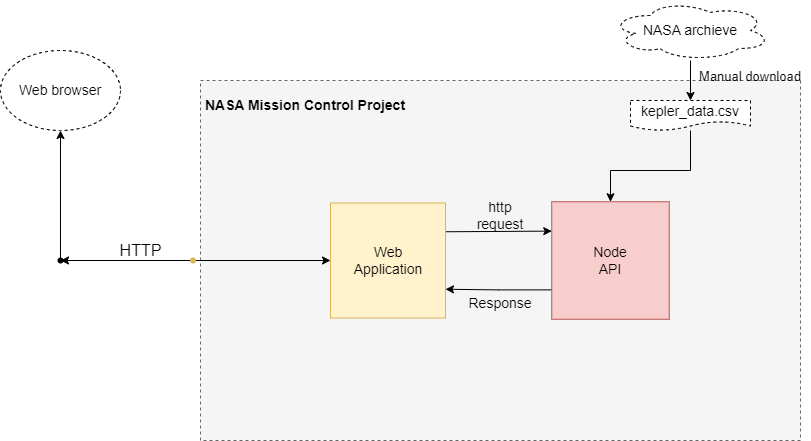 NASA archieve
Manual download
Web browser
NASA Mission Control Project
kepler_data.csv
http
request
HTTP
Web
Application
Node
API
Response